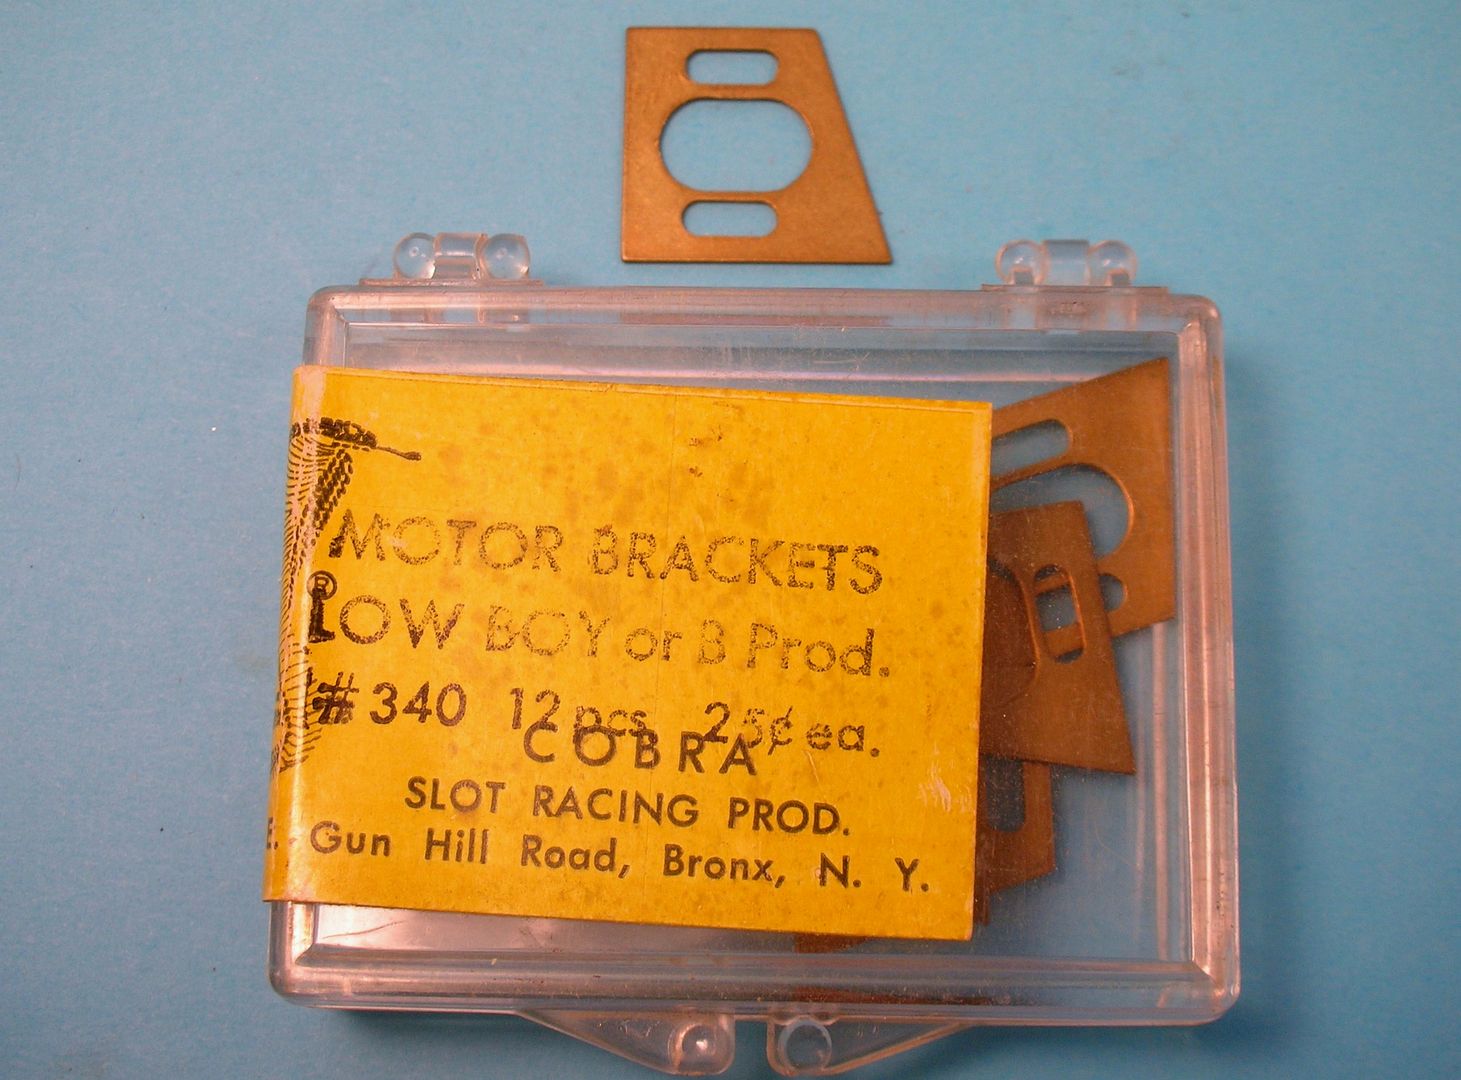 MOTOR BRACKETS
®
LOW BOY or B Prod.
#340 12 pcs 25¢ ea.
COBRA
SLOT RACING PROD.
E. Gun Hill Road, Bronx, N. Y.